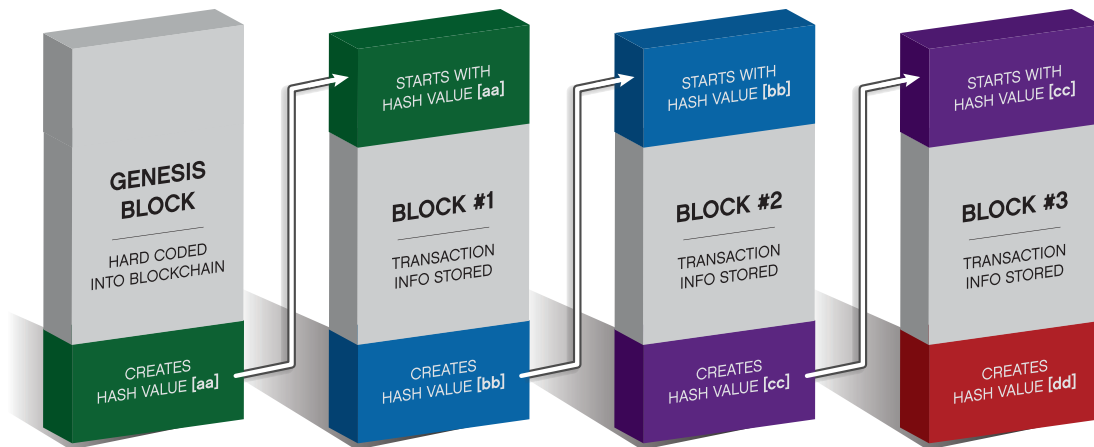 GENESIS
BLOCK
HARD CODED
INTO BLOCKCHAIN
CREATES
HASH VALUE [aa]
STARTS WITH
HASH VALUE [aa]
BLOCK #1
TRANSACTION
INFO STORED
CREATES
HASH VALUE [bb]
STARTS WITH
HASH VALUE [bb]
BLOCK #2
TRANSACTION
INFO STORED
CREATES
HASH VALUE [cc]
STARTS WITH
HASH VALUE [cc]
BLOCK #3
TRANSACTION
INFO STORED
CREATES
HASH VALUE [dd]